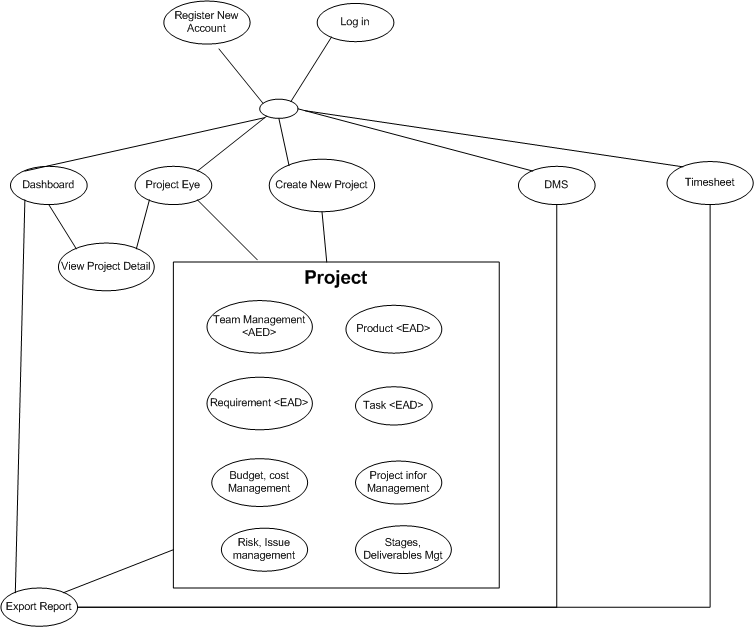 Register New
Account
Log in
Dashboard
Project Eye
Create New Project
DMS
Timesheet
View Project Detail
Project
Team Management
<AED>
Product <EAD>
Requirement <EAD>
Task <EAD>
Budget, cost
Management
Project infor
Management
Risk, Issue
management
Stages,
Deliverables Mgt
Export Report